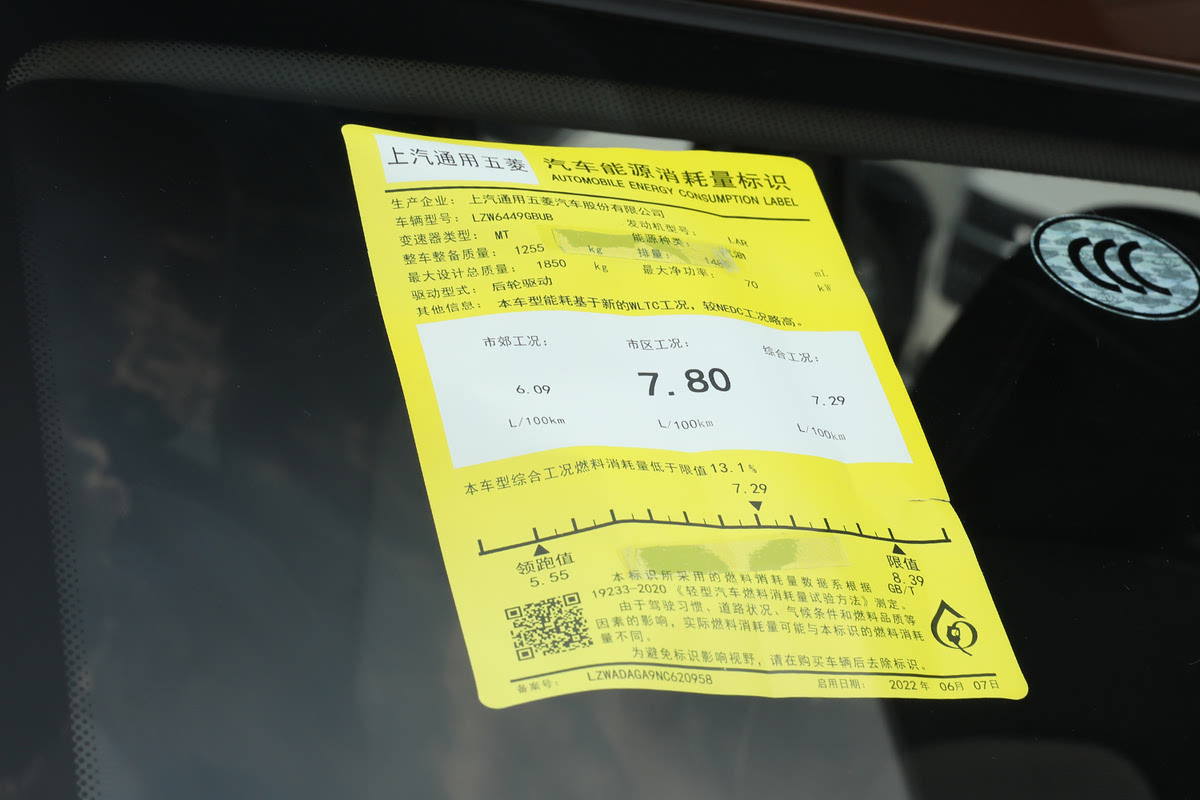 上汽通用五菱 汽车能源消耗量标识
AUTOMOBILE ENERGY CONSUMPTION LABEL
生产企业: 上汽通用五菱汽车股份有限公司
车辆型号: LZW6449GBUB 发动机型号: LAR
变速器类型: MT 能源种类:
整车整备质量: 1255 kg 排量: mL
最大设计总质量: 1850 kg 最大净功率: 70 kW
驱动型式: 后轮驱动
其他信息: 本车型能耗基于新的WLTC工况，较NEDC工况略高。
市郊工况: 市区工况: 综合工况:
6.09 7.80 7.29
L/100km L/100km L/100km
本车型综合工况燃料消耗量低于限值13.1%
7.29
领跑值 限值
5.55 8.39
本标识所采用的燃料消耗量数据系根据 GB/T
19233-2020《轻型汽车燃料消耗量试验方法》测定。
由于驾驶习惯、道路状况、气候条件和燃料品质等
因素的影响，实际燃料消耗量可能与本标识的燃料消耗
量不同。
为避免标识影响视野，请在购买车辆后去除标识。
备案号: LZWADAGA9NC620958 启用日期: 2022年 06月 07日
CCC